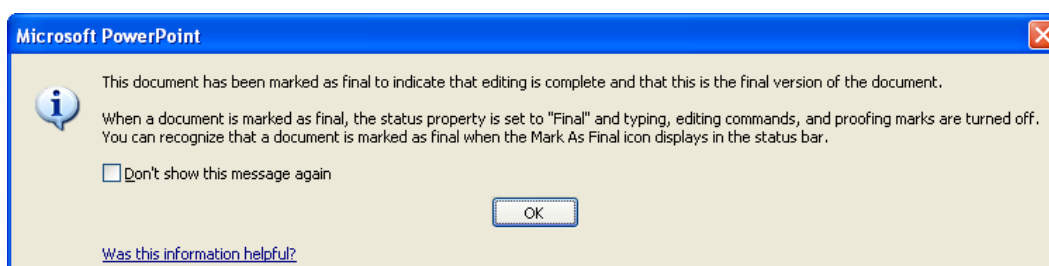 Microsoft PowerPoint
This document has been marked as final to indicate that editing is complete and that this is the final version of the document.
When a document is marked as final, the status property is set to "Final" and typing, editing commands, and proofing marks are turned off.
You can recognize that a document is marked as final when the Mark As Final icon displays in the status bar.
Don't show this message again
OK
Was this information helpful?